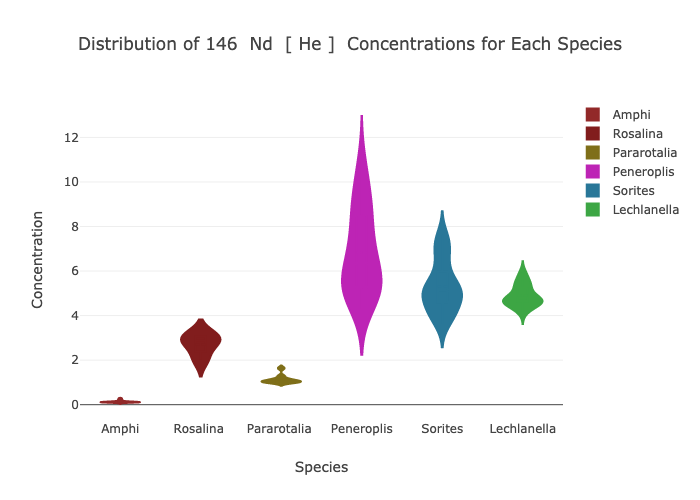 Distribution of 146  Nd  [ He ]  Concentrations for Each Species
Concentration
12
10
8
6
4
2
0
Amphi
Rosalina
Pararotalia
Peneroplis
Sorites
Lechlanella
Species
Amphi
Rosalina
Pararotalia
Peneroplis
Sorites
Lechlanella